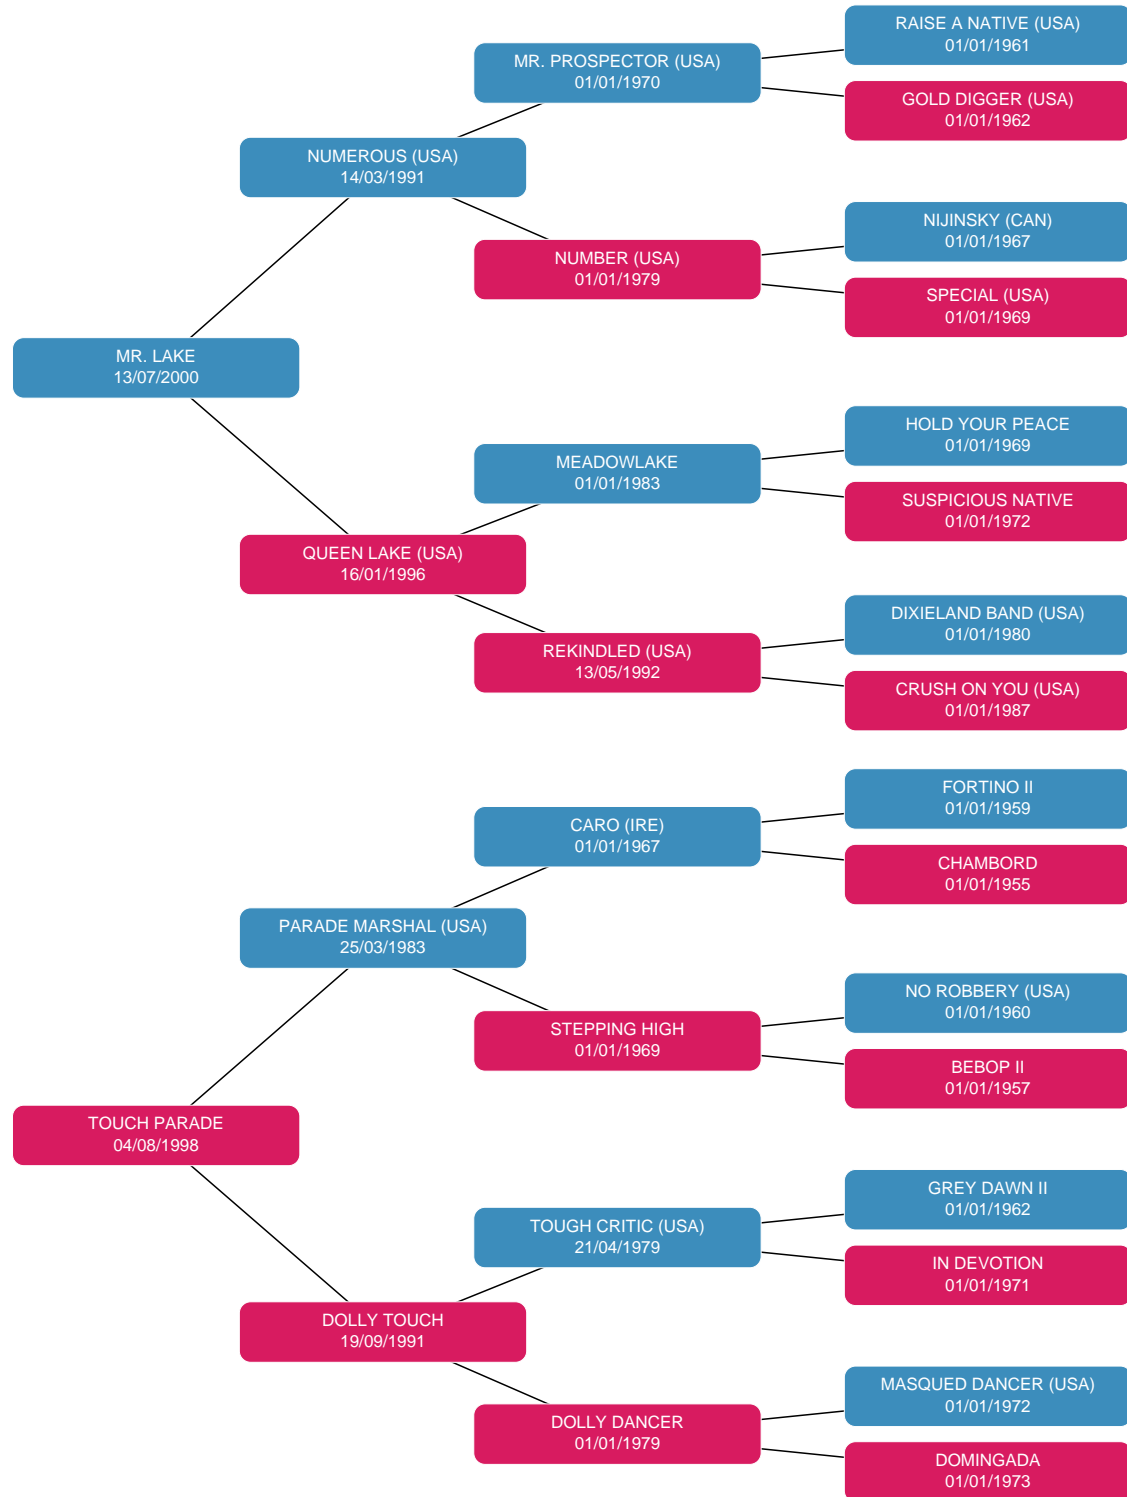 RAISE A NATIVE (USA)
01/01/1961
MR. PROSPECTOR (USA)
01/01/1970
GOLD DIGGER (USA)
01/01/1962
NUMEROUS (USA)
14/03/1991
NIJINSKY (CAN)
01/01/1967
NUMBER (USA)
01/01/1979
SPECIAL (USA)
01/01/1969
MR. LAKE
13/07/2000
HOLD YOUR PEACE
01/01/1969
MEADOWLAKE
01/01/1983
SUSPICIOUS NATIVE
01/01/1972
QUEEN LAKE (USA)
16/01/1996
DIXIELAND BAND (USA)
01/01/1980
REKINDLED (USA)
13/05/1992
CRUSH ON YOU (USA)
01/01/1987
FORTINO II
01/01/1959
CARO (IRE)
01/01/1967
CHAMBORD
01/01/1955
PARADE MARSHAL (USA)
25/03/1983
NO ROBBERY (USA)
01/01/1960
STEPPING HIGH
01/01/1969
BEBOP II
01/01/1957
TOUCH PARADE
04/08/1998
GREY DAWN II
01/01/1962
TOUGH CRITIC (USA)
21/04/1979
IN DEVOTION
01/01/1971
DOLLY TOUCH
19/09/1991
MASQUED DANCER (USA)
01/01/1972
DOLLY DANCER
01/01/1979
DOMINGADA
01/01/1973